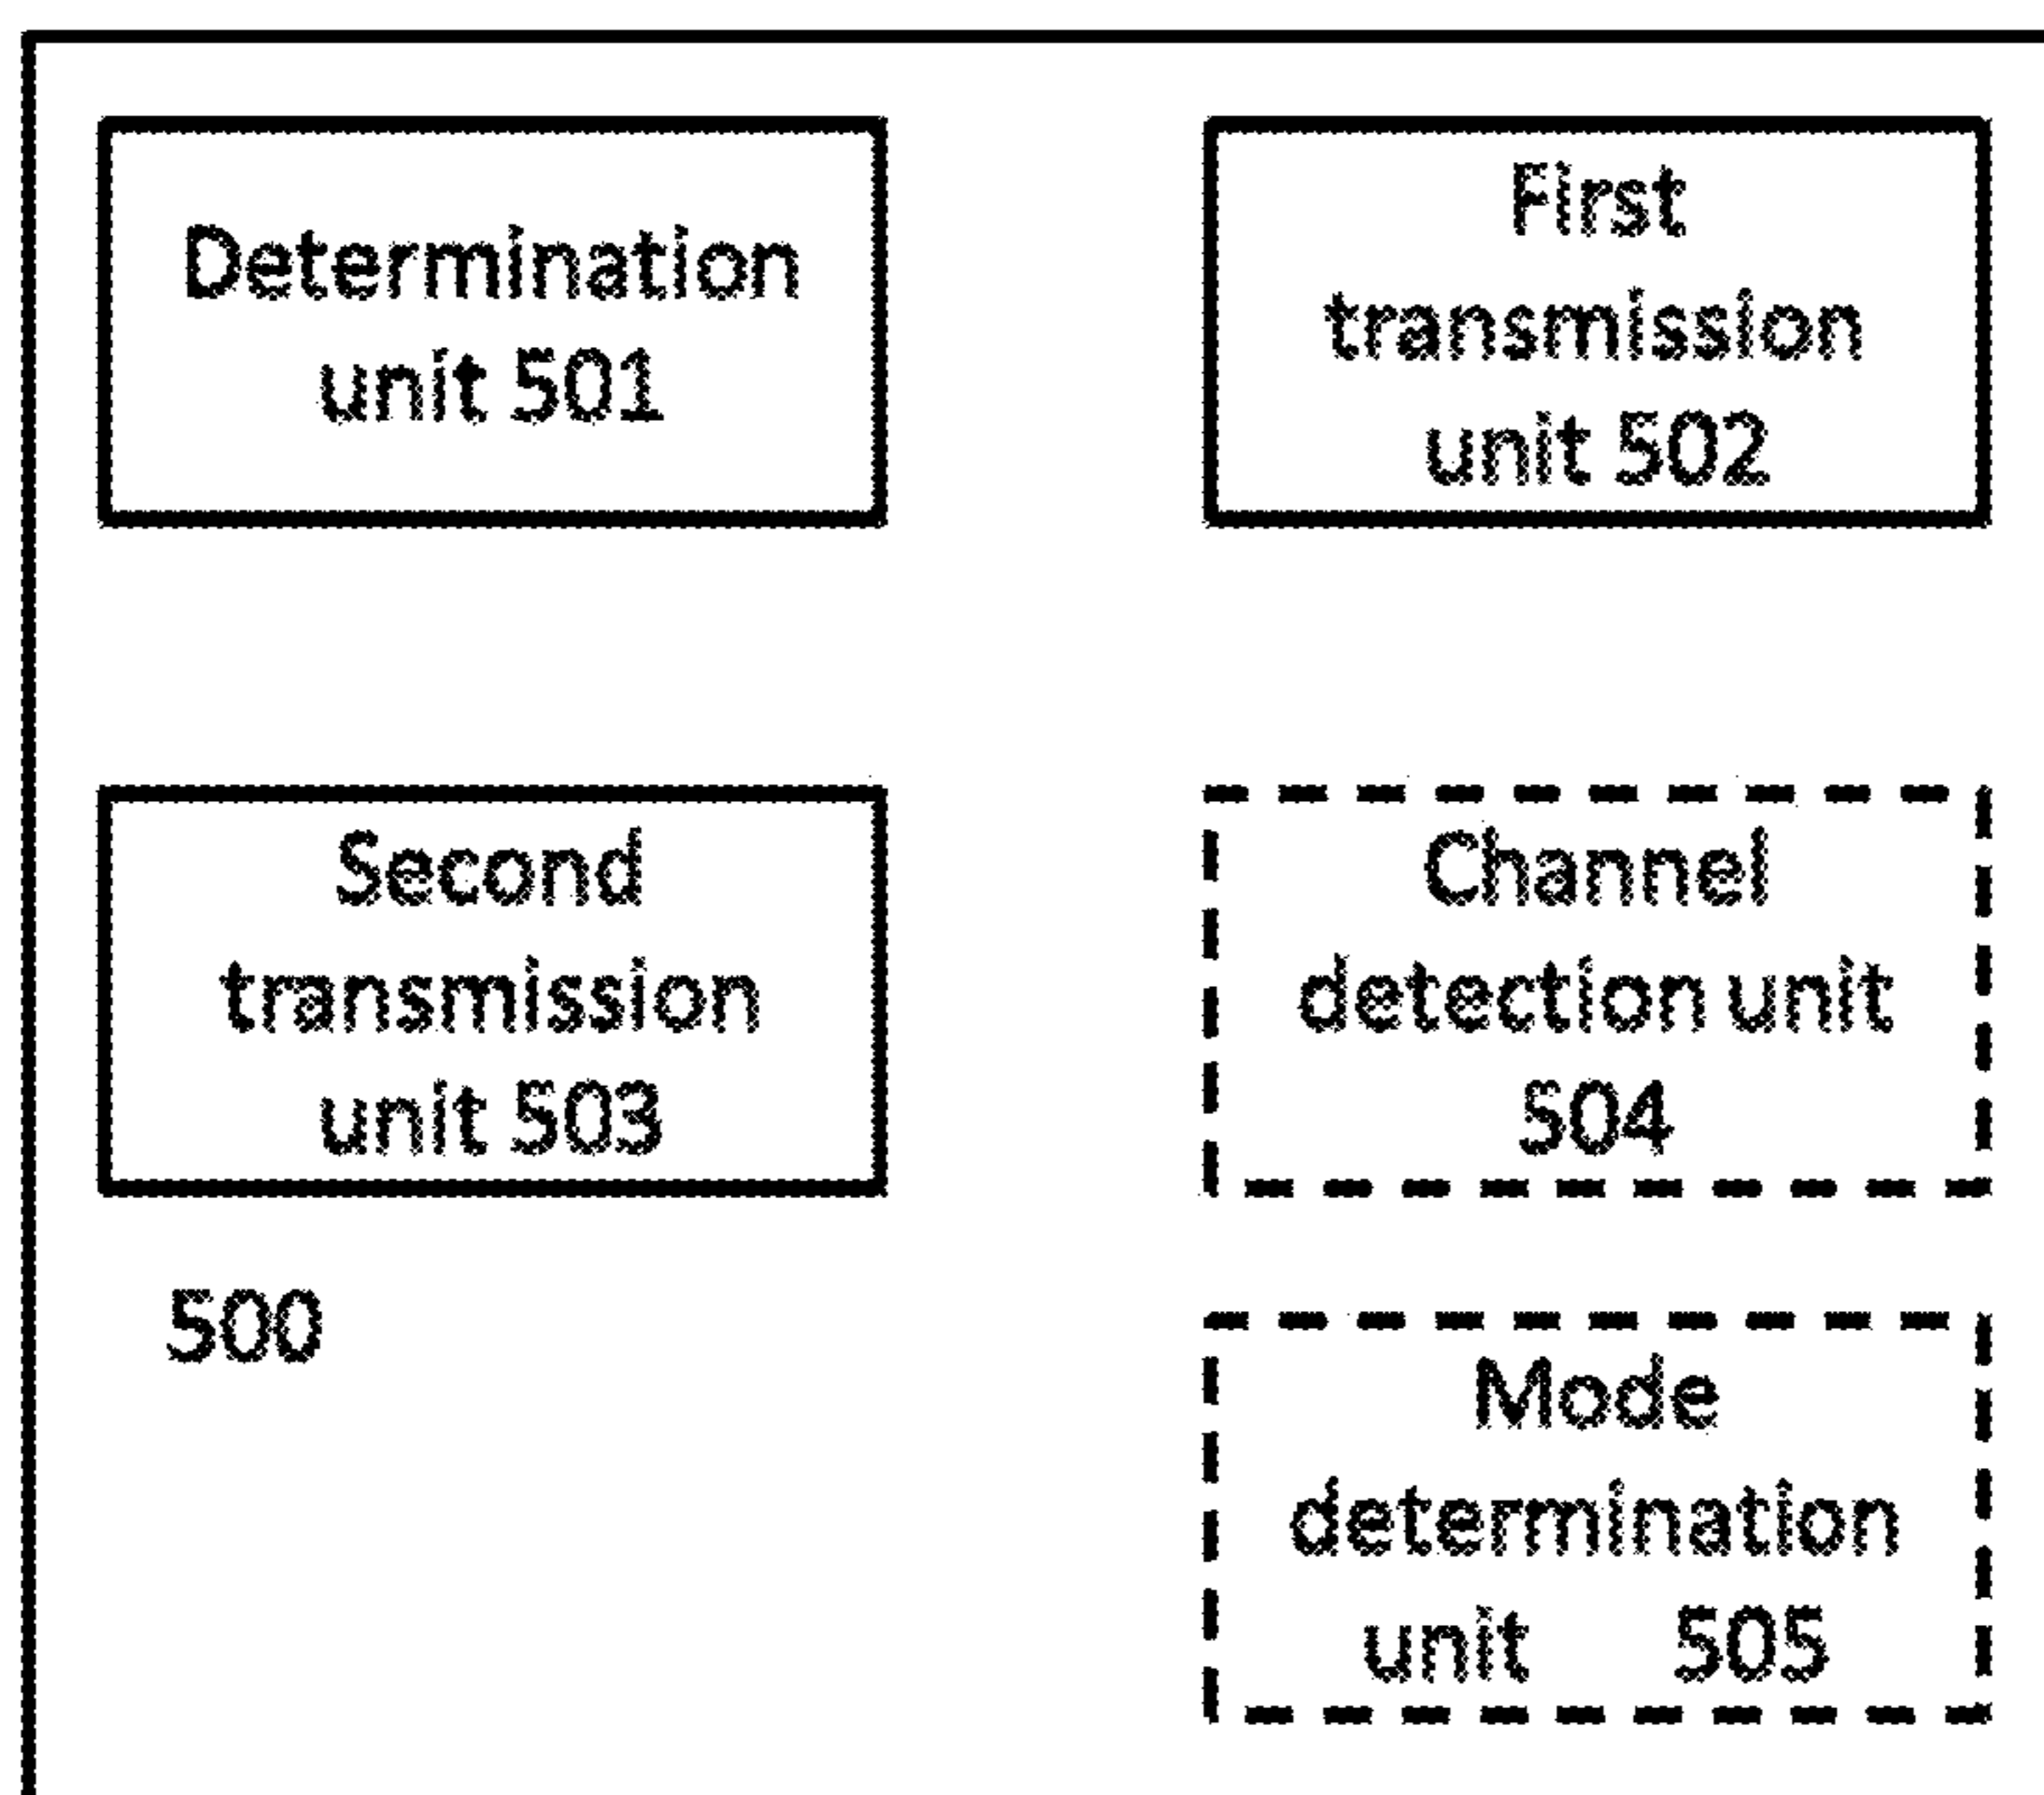 Determination
unit 501
First
transmission
unit 502
Second
transmission
unit 503
Channel
detection unit
504
500
Mode
determination
unit 505